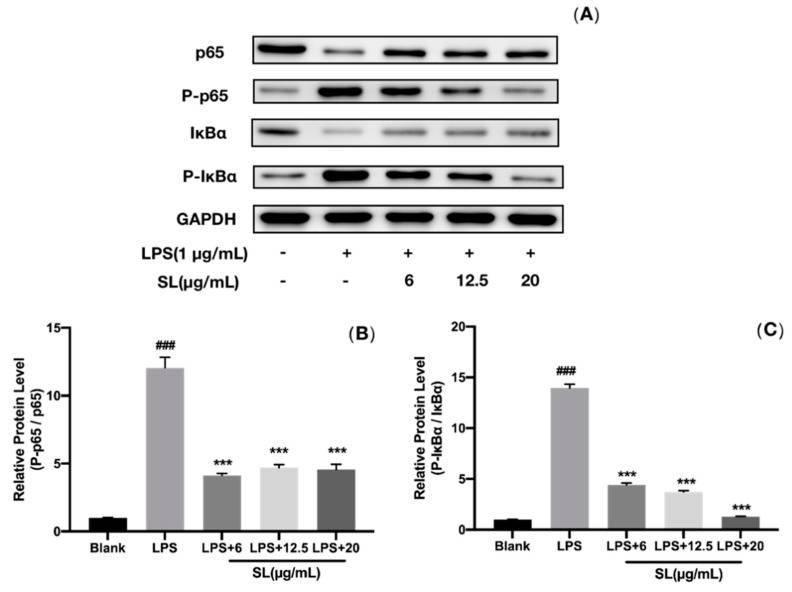 (A)
p65
P-p65
IκBα
P-IκBα
GAPDH
LPS(1 μg/mL) - + + + +
SL(μg/mL) - - 6 12.5 20
(B)
15
10
5
0
Relative Protein Level
(P-p65 / p65)
###
*** *** ***
Blank LPS LPS+6 LPS+12.5 LPS+20
SL(μg/mL)
(C)
20
15
10
5
0
Relative Protein Level
(P-IκBα / IκBα)
###
*** *** ***
Blank LPS LPS+6 LPS+12.5 LPS+20
SL(μg/mL)